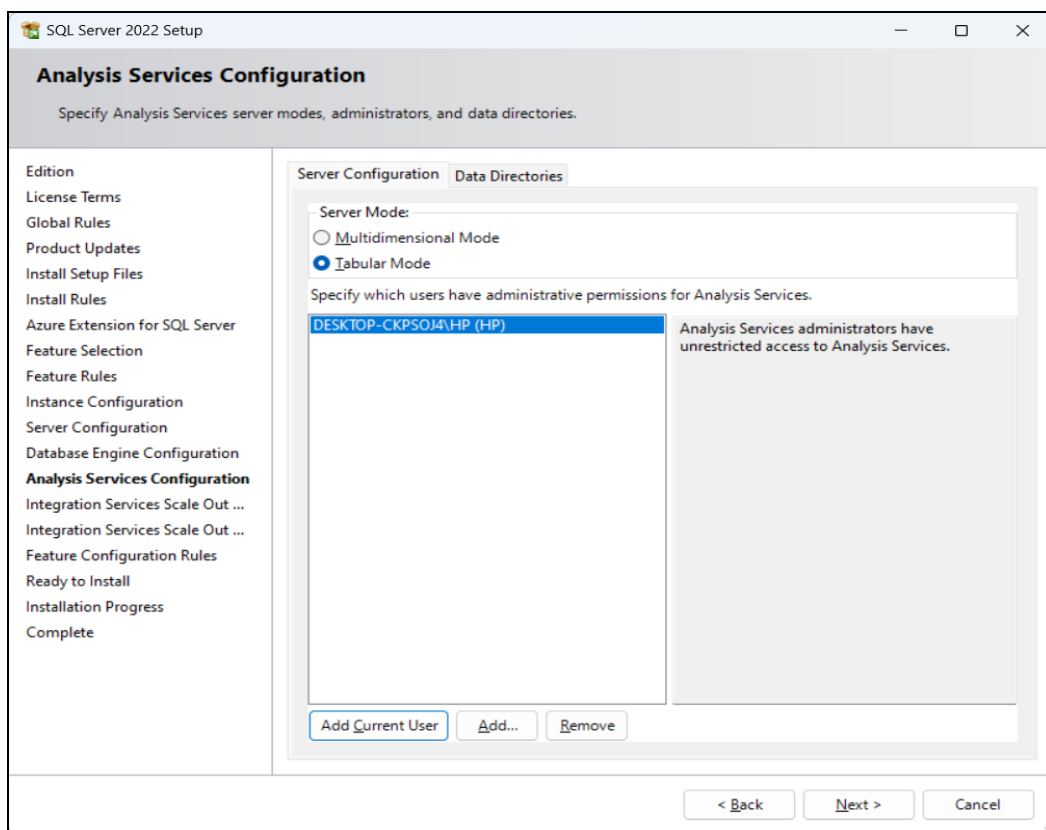 SQL Server 2022 Setup
Analysis Services Configuration
Specify Analysis Services server modes, administrators, and data directories.
Edition
License Terms
Global Rules
Product Updates
Install Setup Files
Install Rules
Azure Extension for SQL Server
Feature Selection
Feature Rules
Instance Configuration
Server Configuration
Database Engine Configuration
Analysis Services Configuration
Integration Services Scale Out ...
Integration Services Scale Out ...
Feature Configuration Rules
Ready to Install
Installation Progress
Complete
Server Configuration Data Directories
Server Mode:
Multidimensional Mode
Tabular Mode
Specify which users have administrative permissions for Analysis Services.
DESKTOP-CKPSOJ4\HP (HP)
Analysis Services administrators have
unrestricted access to Analysis Services.
Add Current User Add... Remove
< Back Next > Cancel